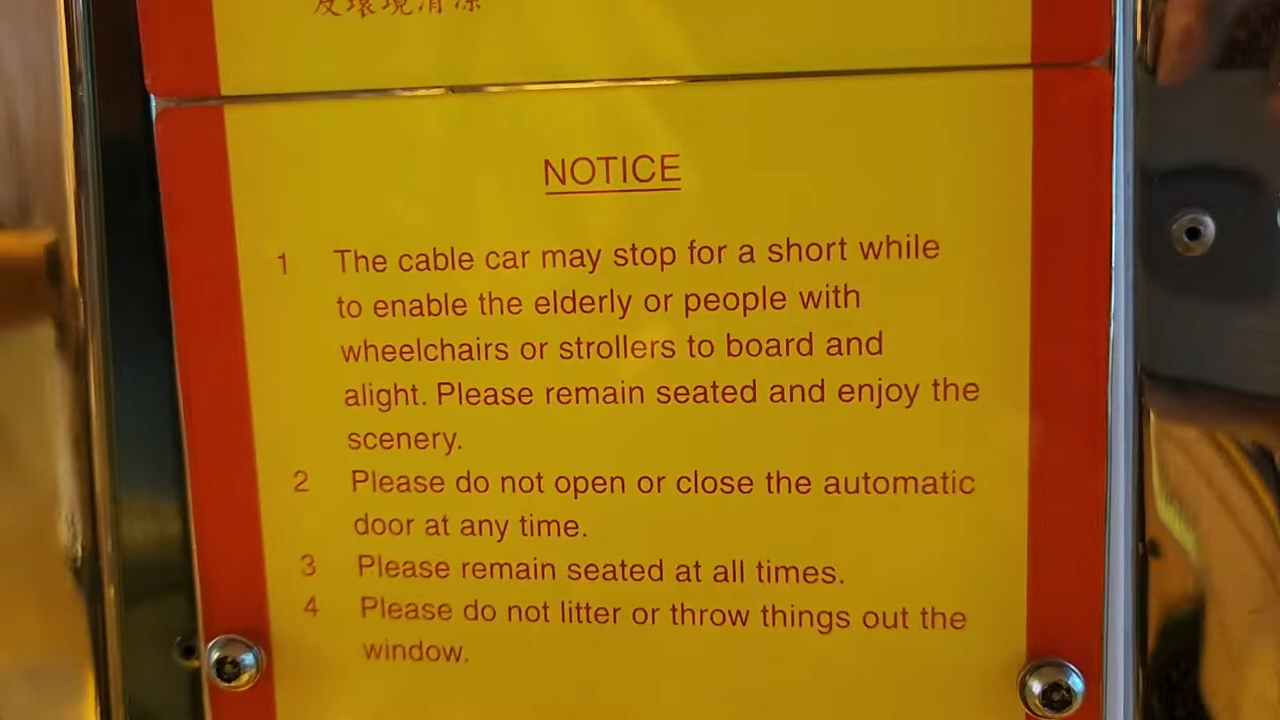 及環境清潔
NOTICE
1 The cable car may stop for a short while
to enable the elderly or people with
wheelchairs or strollers to board and
alight. Please remain seated and enjoy the
scenery.
2 Please do not open or close the automatic
door at any time.
3 Please remain seated at all times.
4 Please do not litter or throw things out the
window.